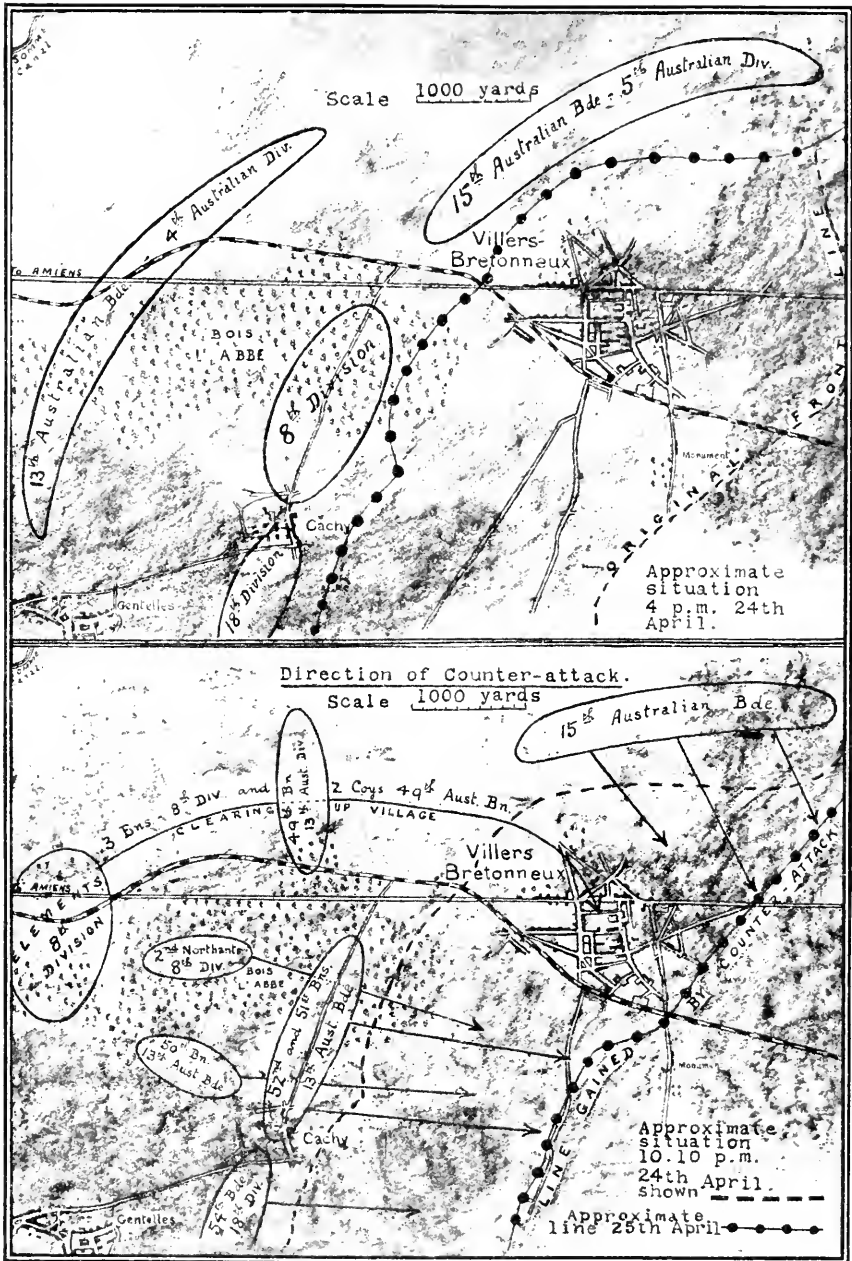 Somme
Canal
Scale 1000 yards
15th Australian Bde - 5th Australian Div.
13th Australian Bde - 4th Australian Div.
Villers-
Bretonneux
To AMIENS
BOIS
L'ABBE
8th Division
ORIGINAL FRONT LINE
Monument
Cachy
18th Division
Gentelles
Approximate
situation
4 p.m. 24th
April.
Canal
Direction of Counter-attack.
Scale 1000 yards
15th Australian Bde
3 Bns - 8th DIV and 2 Coys 49th Aust. Bn.
CLEARING UP VILLAGE
49th Bn
13th Aust. Div.
Villers
Bretonneux
To AMIENS
ELEMENTS
8th
DIVISION
2nd Northants
8th DIV.
BOIS
L'ABBE
52nd and 51st Bns.
13th Aust Bde
50th Bn.
13th Aust Bde
LINE GAINED BY COUNTER-ATTACK
Monumt
Cachy
54th Bde
18th Div.
Gentelles
Approximate
situation
10.10 p.m.
24th April
shown
Approximate
line 25th April